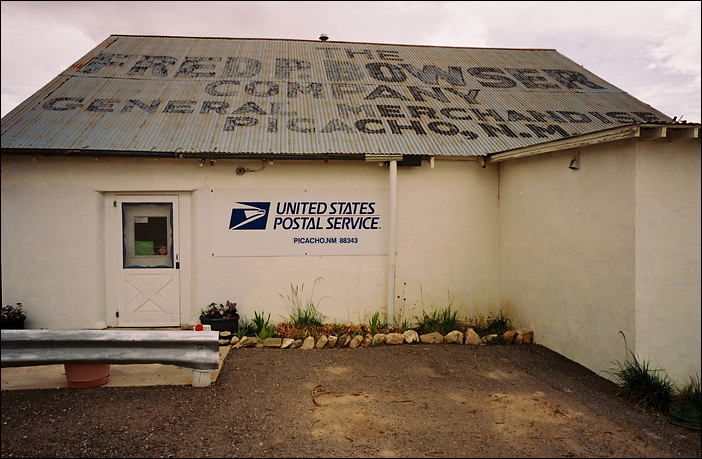 THE
FRED P. BOWSER
COMPANY
GENERAL MERCHANDISE
PICACHO, N.M.
UNITED STATES
POSTAL SERVICE
PICACHO,NM 88343